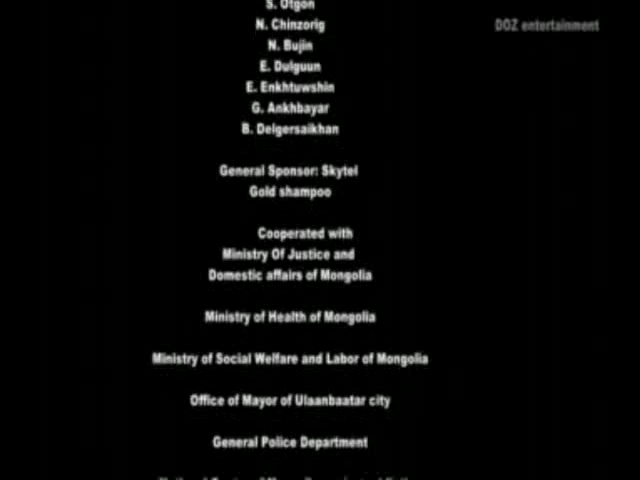 S. Otgon
DOZ entertainment
N. Chinzorig
N. Bujin
E. Dulguun
E. Enkhtuwshin
G. Ankhbayar
B. Delgersaikhan
General Sponsor: Skytel
Gold shampoo
Cooperated with
Ministry Of Justice and
Domestic affairs of Mongolia
Ministry of Health of Mongolia
Ministry of Social Welfare and Labor of Mongolia
Office of Mayor of Ulaanbaatar city
General Police Department